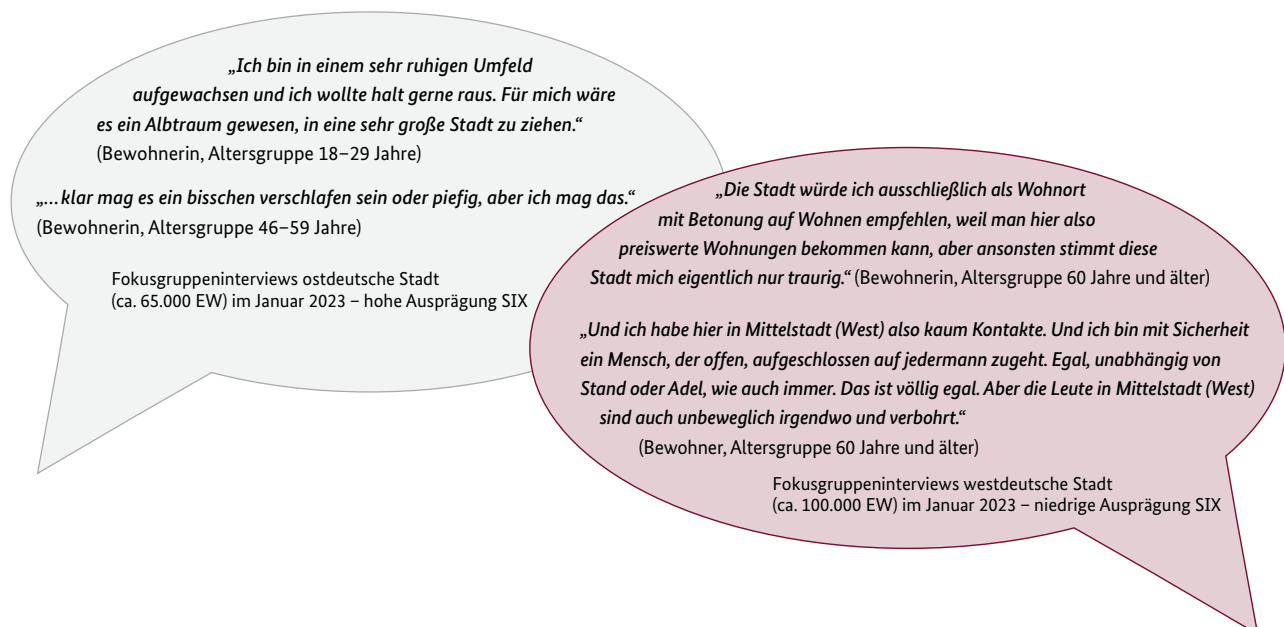 „Ich bin in einem sehr ruhigen Umfeld
aufgewachsen und ich wollte halt gerne raus. Für mich wäre
es ein Albtraum gewesen, in eine sehr große Stadt zu ziehen.“
(Bewohnerin, Altersgruppe 18–29 Jahre)
„... klar mag es ein bisschen verschlafen sein oder piefig, aber ich mag das.“
(Bewohnerin, Altersgruppe 46–59 Jahre)
Fokusgruppeninterviews ostdeutsche Stadt
(ca. 65.000 EW) im Januar 2023 – hohe Ausprägung SIX
„Die Stadt würde ich ausschließlich als Wohnort
mit Betonung auf Wohnen empfehlen, weil man hier also
preiswerte Wohnungen bekommen kann, aber ansonsten stimmt diese
Stadt mich eigentlich nur traurig.“ (Bewohnerin, Altersgruppe 60 Jahre und älter)
„Und ich habe hier in Mittelstadt (West) also kaum Kontakte. Und ich bin mit Sicherheit
ein Mensch, der offen, aufgeschlossen auf jedermann zugeht. Egal, unabhängig von
Stand oder Adel, wie auch immer. Das ist völlig egal. Aber die Leute in Mittelstadt (West)
sind auch unbeweglich irgendwo und verbohrt.“
(Bewohner, Altersgruppe 60 Jahre und älter)
Fokusgruppeninterviews westdeutsche Stadt
(ca. 100.000 EW) im Januar 2023 – niedrige Ausprägung SIX